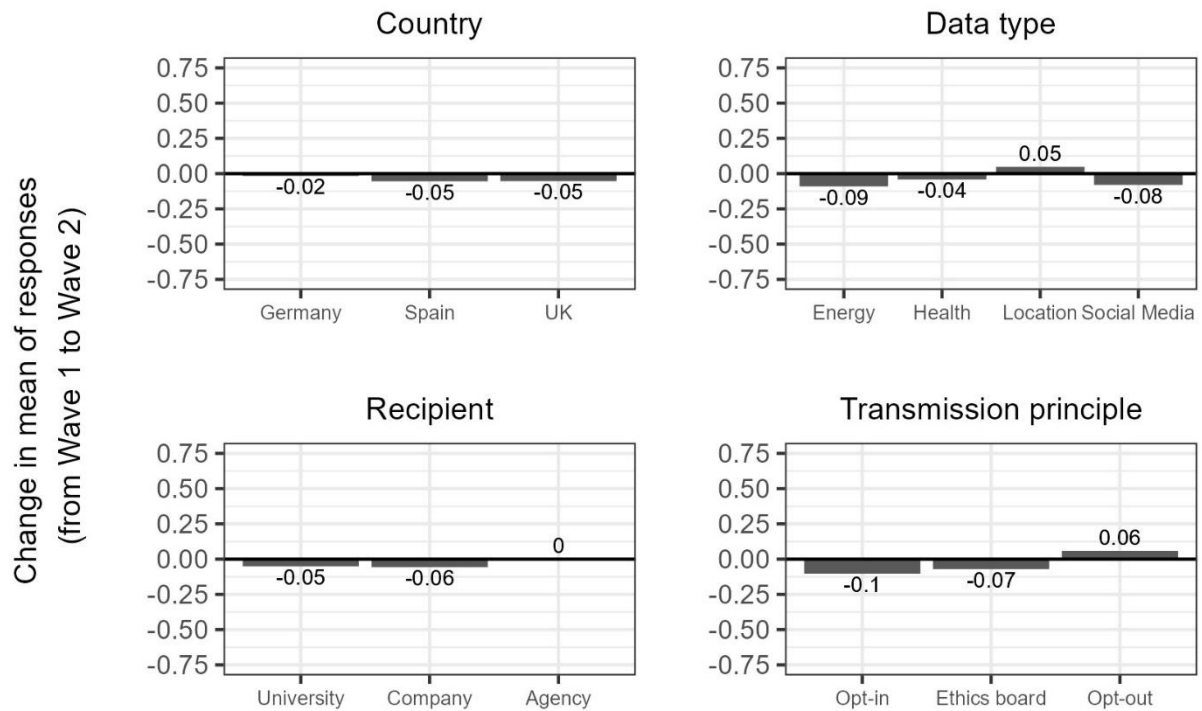 Change in mean of responses
(from Wave 1 to Wave 2)
Country
0.75
0.50
0.25
0.00
-0.25
-0.50
-0.75
-0.02
-0.05
-0.05
Germany
Spain
UK
Data type
0.75
0.50
0.25
0.00
-0.25
-0.50
-0.75
-0.09
-0.04
0.05
-0.08
Energy
Health
Location
Social Media
Recipient
0.75
0.50
0.25
0.00
-0.25
-0.50
-0.75
-0.05
-0.06
0
University
Company
Agency
Transmission principle
0.75
0.50
0.25
0.00
-0.25
-0.50
-0.75
-0.1
-0.07
0.06
Opt-in
Ethics board
Opt-out